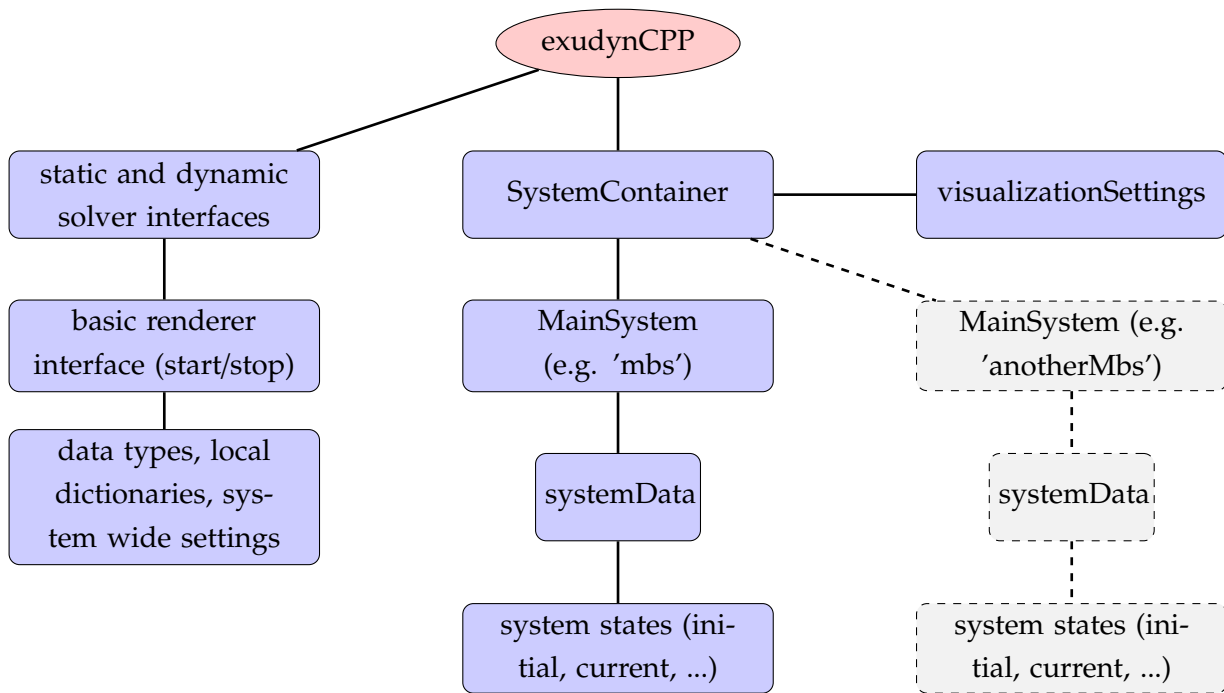 exudynCPP
static and dynamic
solver interfaces
SystemContainer
visualizationSettings
basic renderer
interface (start/stop)
MainSystem
(e.g. 'mbs')
MainSystem (e.g.
'anotherMbs')
data types, local
dictionaries, sys-
tem wide settings
systemData
systemData
system states (ini-
tial, current, ...)
system states (ini-
tial, current, ...)